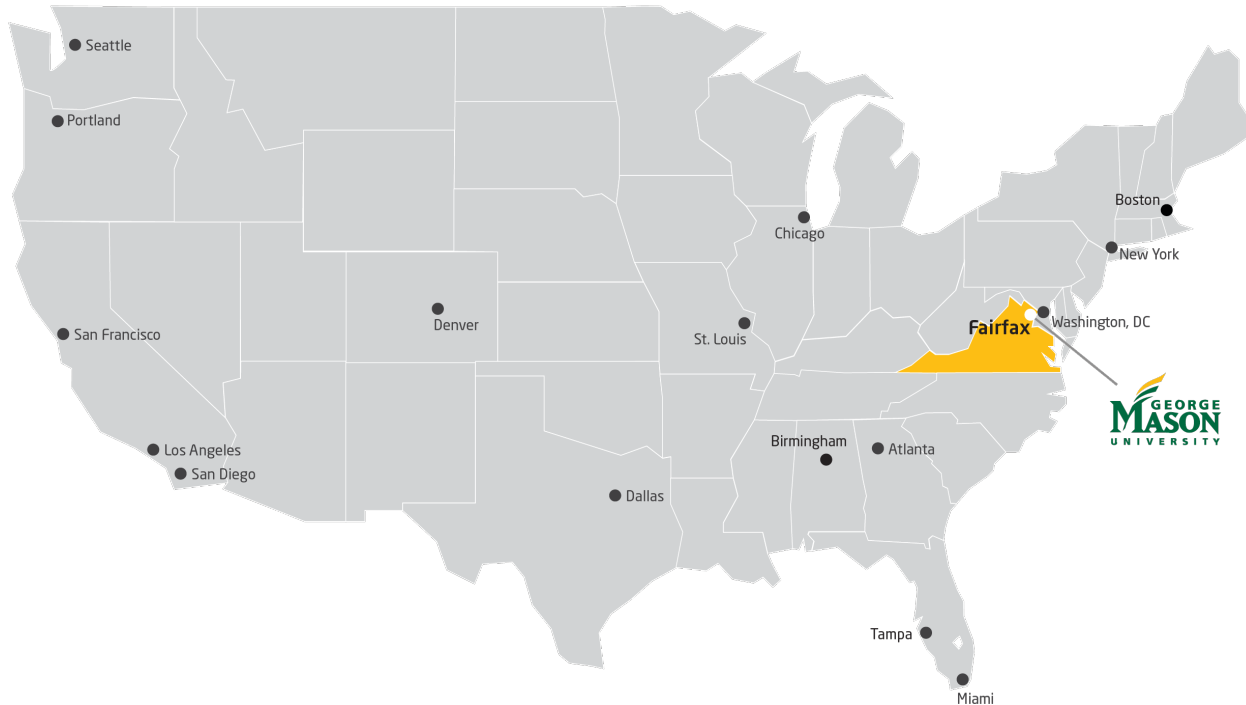 Seattle
Portland
Boston
Chicago
New York
Denver
San Francisco
St. Louis
Fairfax
Washington, DC
GEORGE
MASON
UNIVERSITY
Birmingham
Atlanta
Los Angeles
San Diego
Dallas
Tampa
Miami